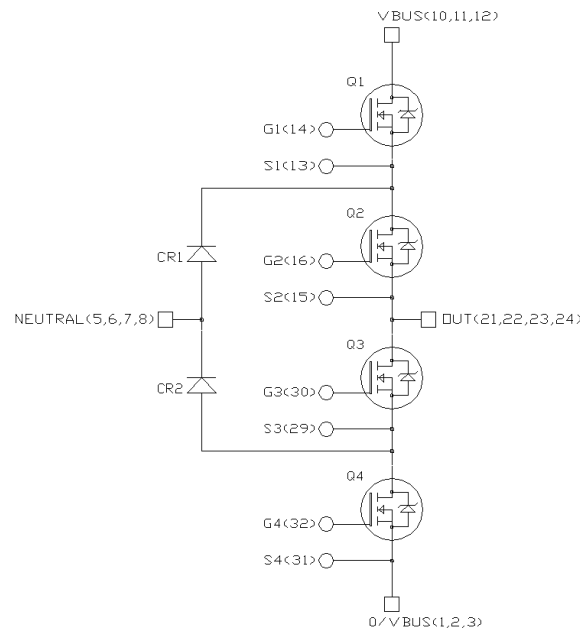 VBUS(10,11,12)
Q1
G1(14)
S1(13)
Q2
CR1
G2(16)
S2(15)
NEUTRAL(5,6,7,8)
OUT(21,22,23,24)
Q3
CR2
G3(30)
S3(29)
Q4
G4(32)
S4(31)
0/VBUS(1,2,3)